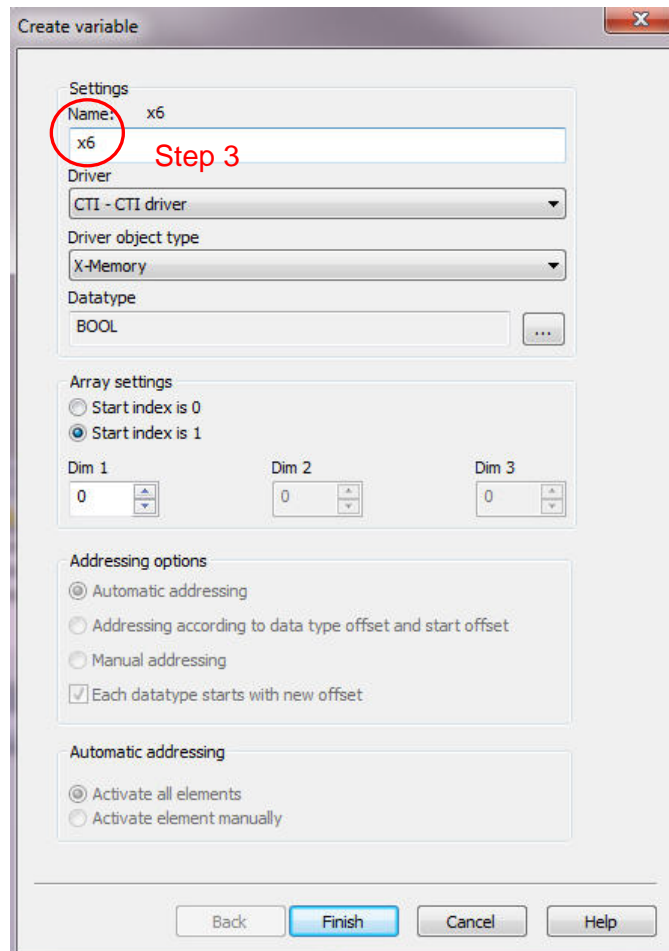 Create variable
Settings
Name: x6
x6
Step 3
Driver
CTI - CTI driver
Driver object type
X-Memory
Datatype
BOOL
...
Array settings
Start index is 0
Start index is 1
Dim 1 Dim 2 Dim 3
0 0 0
Addressing options
Automatic addressing
Addressing according to data type offset and start offset
Manual addressing
Each datatype starts with new offset
Automatic addressing
Activate all elements
Activate element manually
Back Finish Cancel Help